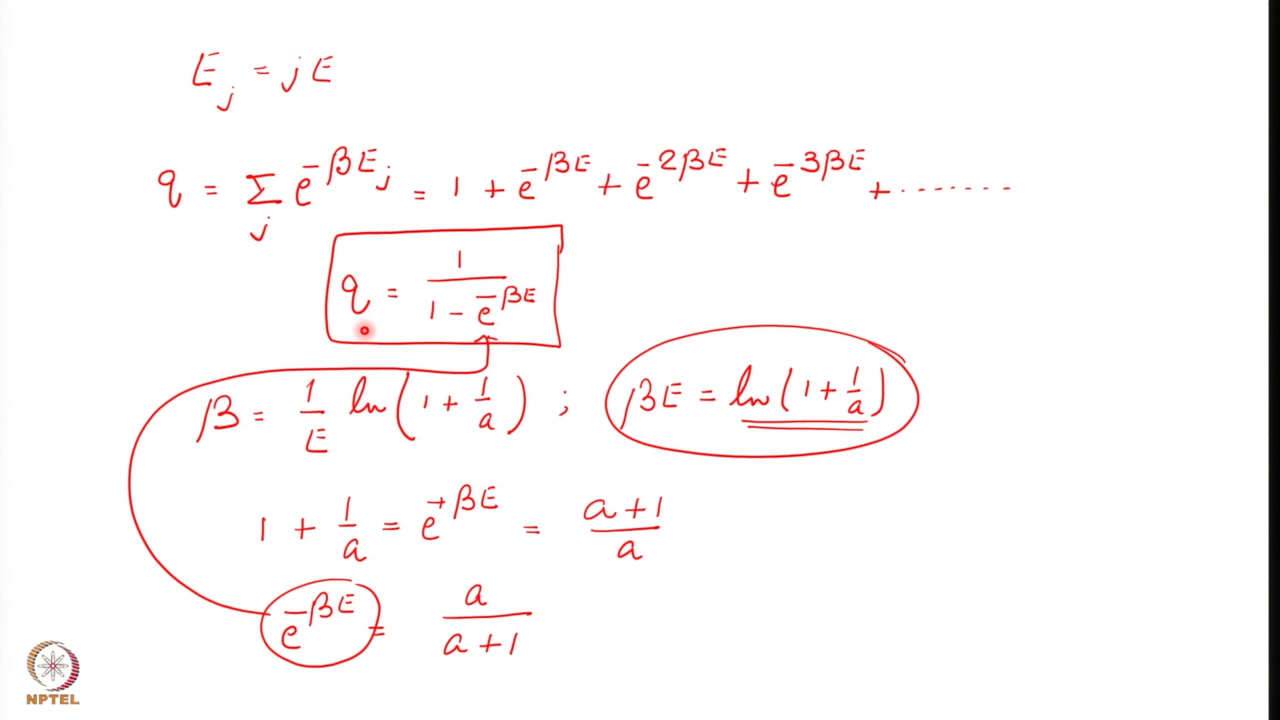 E_j = jE
q = Σ_j e^{-βE_j} = 1 + e^{-βE} + e^{-2βE} + e^{-3βE} + .......
q = 1/(1 - e^{-βE})
β = 1/E ln(1 + 1/a) ; βE = ln(1 + 1/a)
1 + 1/a = e^{+βE} = (a+1)/a
e^{-βE} = a/(a+1)
NPTEL